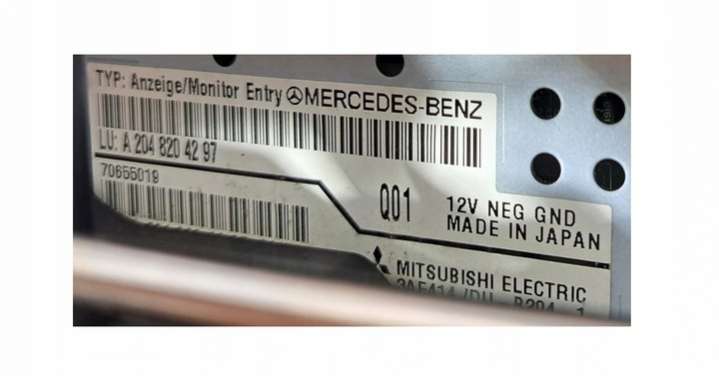 TYP: Anzeige/Monitor Entry MERCEDES-BENZ
LU: A 204 820 42 97
70655019
Q01
12V NEG GND
MADE IN JAPAN
MITSUBISHI ELECTRIC